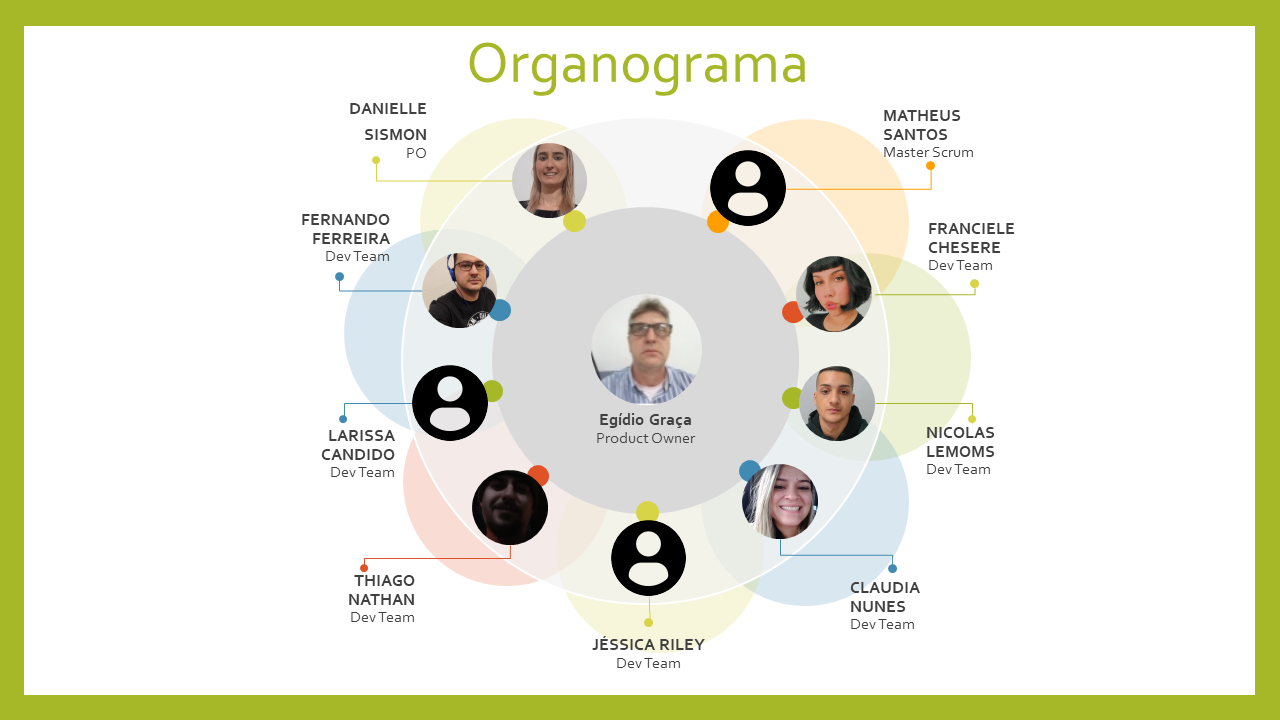 Organograma
DANIELLE
SISMON
PO
MATHEUS
SANTOS
Master Scrum
FERNANDO
FERREIRA
Dev Team
FRANCIELE
CHESERE
Dev Team
Egídio Graça
Product Owner
LARISSA
CANDIDO
Dev Team
NICOLAS
LEMOMS
Dev Team
THIAGO
NATHAN
Dev Team
CLAUDIA
NUNES
Dev Team
JÉSSICA RILEY
Dev Team